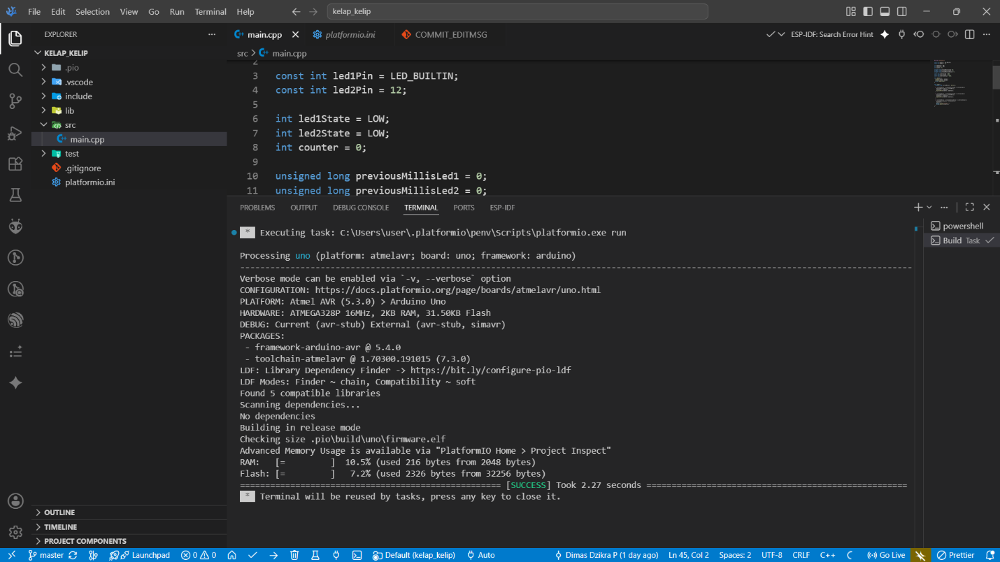 File Edit Selection View Go Run Terminal Help
kelap_kelip
EXPLORER
KELAP_KELIP
.pio
.vscode
include
lib
src
main.cpp
test
.gitignore
platformio.ini
OUTLINE
TIMELINE
PROJECT COMPONENTS
main.cpp platformio.ini COMMIT_EDITMSG ESP-IDF: Search Error Hint
src > main.cpp
2
3 const int led1Pin = LED_BUILTIN;
4 const int led2Pin = 12;
5
6 int led1State = LOW;
7 int led2State = LOW;
8 int counter = 0;
9
10 unsigned long previousMillisLed1 = 0;
11 unsigned long previousMillisLed2 = 0;
PROBLEMS OUTPUT DEBUG CONSOLE TERMINAL PORTS ESP-IDF
* Executing task: C:\Users\user\.platformio\penv\Scripts\platformio.exe run
Processing uno (platform: atmelavr; board: uno; framework: arduino)
Verbose mode can be enabled via `-v, --verbose` option
CONFIGURATION: https://docs.platformio.org/page/boards/atmelavr/uno.html
PLATFORM: Atmel AVR (5.3.0) > Arduino Uno
HARDWARE: ATMEGA328P 16MHz, 2KB RAM, 31.50KB Flash
DEBUG: Current (avr-stub) External (avr-stub, simavr)
PACKAGES:
- framework-arduino-avr @ 5.4.0
- toolchain-atmelavr @ 1.70300.191015 (7.3.0)
LDF: Library Dependency Finder -> https://bit.ly/configure-pio-ldf
LDF Modes: Finder ~ chain, Compatibility ~ soft
Found 5 compatible libraries
Scanning dependencies...
No dependencies
Building in release mode
Checking size .pio\build\uno\firmware.elf
Advanced Memory Usage is available via "PlatformIO Home > Project Inspect"
RAM: [= ] 10.5% (used 216 bytes from 2048 bytes)
Flash: [= ] 7.2% (used 2326 bytes from 32256 bytes)
[SUCCESS] Took 2.27 seconds
* Terminal will be reused by tasks, press any key to close it.
powershell
Build Task
master Launchpad 0 0 Default (kelap_kelip) Auto Dimas Dzikra P (1 day ago) Ln 45, Col 2 Spaces: 2 UTF-8 CRLF C++ Go Live Prettier